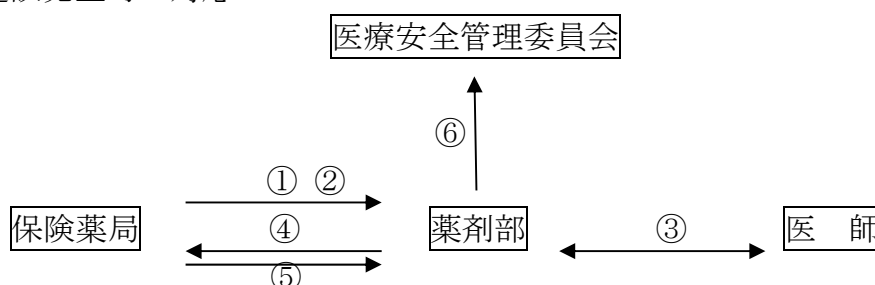 医療安全管理委員会
⑥
① ②
保険薬局
④
薬剤部
③
医 師
⑤